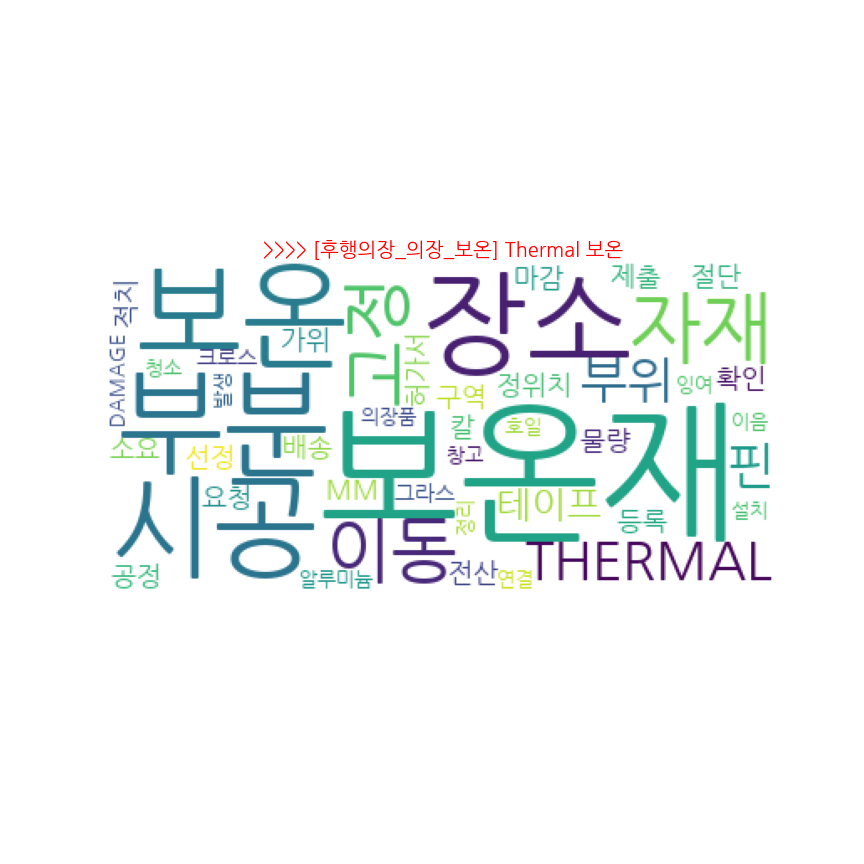 >>>> [후행의장_의장_보온] Thermal 보온
보온
고정
장소
마감
제출
절단
자재
적치
DAMAGE
청소
크로스
가위
발생
허가서
부분
구역
정위치
부위
잉여
확인
의장품
보온재
칼
호일
물량
이음
핀
소요
선정
배송
창고
시공
요청
MM
그라스
정리
테이프
등록
설치
이동
THERMAL
공정
알루미늄
전산
연결